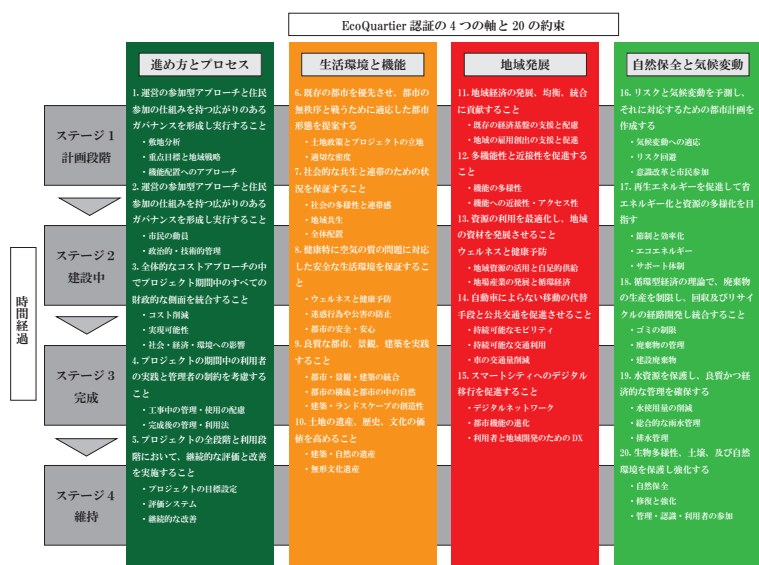 EcoQuartier 認証の 4 つの軸と 20 の約束
時間経過
ステージ 1
計画段階
ステージ 2
建設中
ステージ 3
完成
ステージ 4
維持
進め方とプロセス
1. 運営の参加型アプローチと住民
参加の仕組みを持つ広がりのある
ガバナンスを形成し実行すること
・敷地分析
・重点目標と地域戦略
・機能配置へのアプローチ
2. 運営の参加型アプローチと住民
参加の仕組みを持つ広がりのある
ガバナンスを形成し実行すること
・市民の動員
・政治的・技術的管理
3. 全体的なコストアプローチの中
でプロジェクト期間中のすべての
財政的な側面を統合すること
・コスト削減
・実現可能性
・社会・経済・環境への影響
4. プロジェクトの期間中の利用者
の実践と管理者の制約を考慮する
こと
・工事中の管理・使用の配慮
・完成後の管理・利用法
5. プロジェクトの全段階と利用段
階において、継続的な評価と改善
を実施すること
・プロジェクトの目標設定
・評価システム
・継続的な改善
生活環境と機能
6. 既存の都市を優先させ、都市の
無秩序と戦うために適応した都市
形態を提案する
・土地政策とプロジェクトの立地
・適切な密度
7. 社会的な共生と連帯のための状
況を保証すること
・社会の多様性と連帯感
・地域共生
・全体配置
8. 健康特に空気の質の問題に対応
した安全な生活環境を保証するこ
と
・ウェルネスと健康予防
・迷惑行為や公害の防止
・都市の安全・安心
9. 良質な都市、景観、建築を実践
すること
・都市・景観・建築の統合
・都市の構成と都市の中の自然
・建築・ランドスケープの創造性
10. 土地の遺産、歴史、文化の価
値を高めること
・建築・自然の遺産
・無形文化遺産
地域発展
11. 地域経済の発展、均衡、統合
に貢献すること
・既存の経済基盤の支援と配慮
・地域の雇用創出の支援と促進
12. 多機能性と近接性を促進する
こと
・機能の多様性
・機能への近接性・アクセス性
13. 資源の利用を最適化し、地域
の資材を発展させること
ウェルネスと健康予防
・地域資源の活用と自足的供給
・地場産業の発展と循環経済
14. 自動車によらない移動の代替
手段と公共交通を促進させること
・持続可能なモビリティ
・持続可能な交通利用
・車の交通量削減
15. スマートシティへのデジタル
移行を促進すること
・デジタルネットワーク
・都市機能の進化
・利用者と地域開発のための DX
自然保全と気候変動
16. リスクと気候変動を予測し、
それに対応するための都市計画を
作成する
・気候変動への適応
・リスク回避
・意識改革と市民参加
17. 再生エネルギーを促進して省
エネルギー化と資源の多様化を目
指す
・節制と効率化
・エコエネルギー
・サポート体制
18. 循環型経済の理論で、廃棄物
の生産を制限し、回収及びリサイ
クルの経路開発し統合すること
・ゴミの制限
・廃棄物の管理
・建設廃棄物
19. 水資源を保護し、良質かつ経
済的な管理を確保する
・水使用量の削減
・総合的な雨水管理
・排水管理
20. 生物多様性、土壌、及び自然
環境を保護し強化する
・自然保全
・修復と強化
・管理・認識・利用者の参加